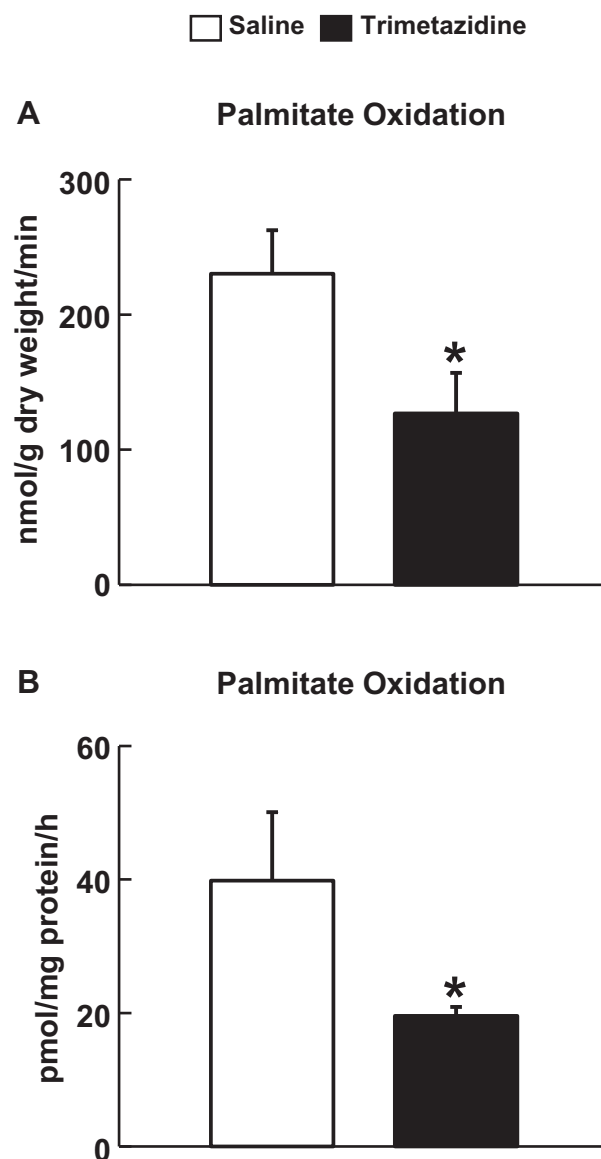 Saline Trimetazidine
A Palmitate Oxidation
300
200
100
0
nmol/g dry weight/min
*
B Palmitate Oxidation
60
40
20
0
pmol/mg protein/h
*